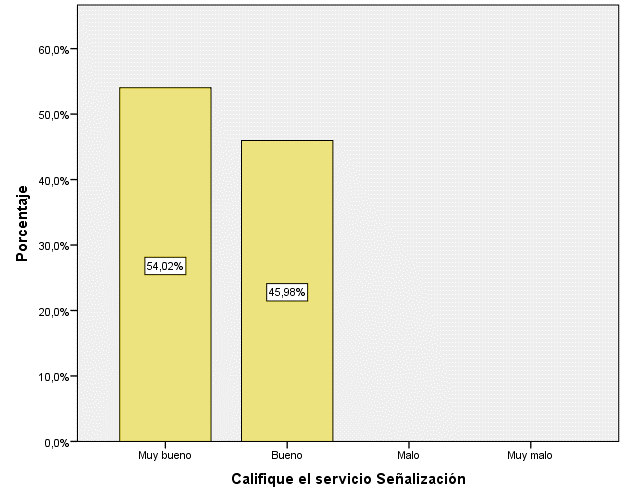 60,0%
50,0%
40,0%
30,0%
20,0%
10,0%
0,0%
Porcentaje
54,02%
45,98%
Muy bueno
Bueno
Malo
Muy malo
Califique el servicio Señalización